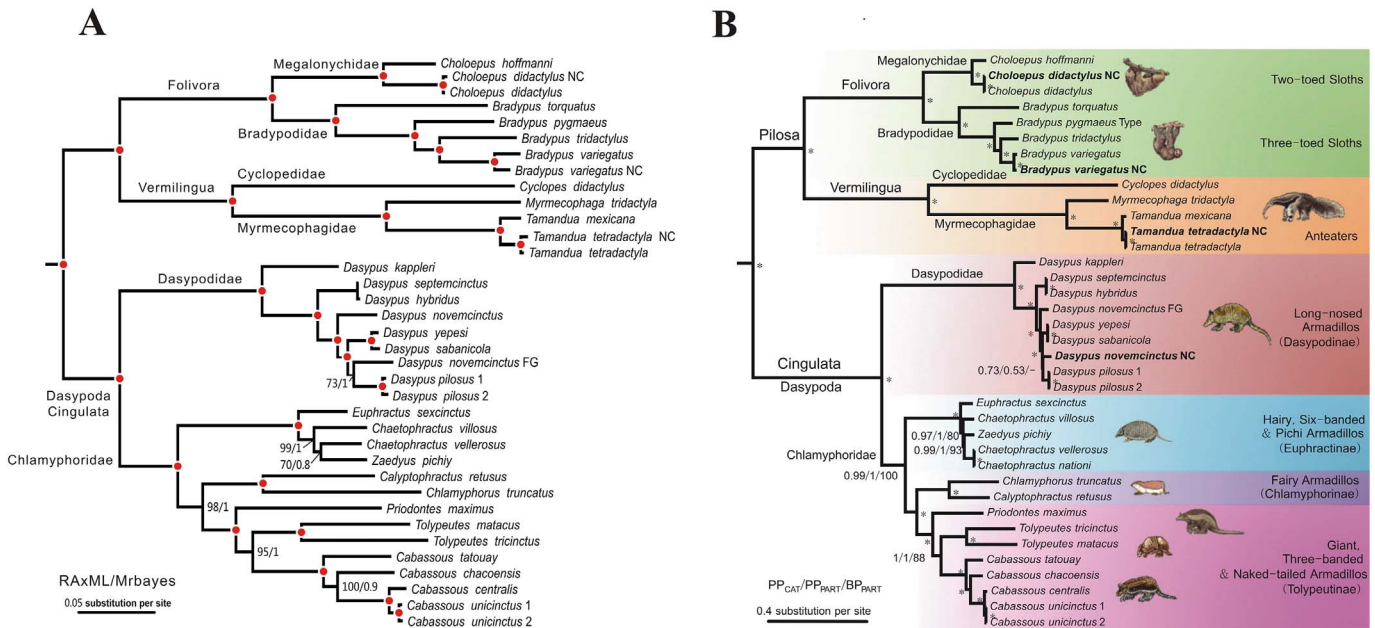 A
Megalonychidae
Choloepus hoffmanni
Choloepus didactylus NC
Choloepus didactylus
Folivora
Bradypus torquatus
Bradypus pygmaeus
Bradypodidae
Bradypus tridactylus
Bradypus variegatus
Bradypus variegatus NC
Cyclopedidae
Vermilingua
Cyclopes didactylus
Myrmecophaga tridactyla
Myrmecophagidae
Tamandua mexicana
Tamandua tetradactyla NC
Tamandua tetradactyla
Dasypodidae
Dasypus kappleri
Dasypus septemcinctus
Dasypus hybridus
Dasypus novemcinctus
Dasypus yepesi
Dasypus sabanicola
Dasypus novemcinctus FG
73/1
Dasypus pilosus 1
Dasypus pilosus 2
Dasypoda
Cingulata
Euphractus sexcinctus
Chaetophractus villosus
99/1
Chaetophractus vellerosus
Chlamyphoridae
70/0.8
Zaedyus pichiy
Calyptophractus retusus
Chlamyphorus truncatus
98/1
Priodontes maximus
Tolypeutes matacus
95/1
Tolypeutes tricinctus
Cabassous tatouay
Cabassous chacoensis
100/0.9
Cabassous centralis
Cabassous unicinctus 1
Cabassous unicinctus 2
RAxML/Mrbayes
0.05 substitution per site
B
Megalonychidae
Choloepus hoffmanni
Choloepus didactylus NC
Choloepus didactylus
Two-toed Sloths
Folivora
Bradypus torquatus
Bradypus pygmaeus Type
Bradypodidae
Bradypus tridactylus
Three-toed Sloths
Pilosa
Bradypus variegatus
Bradypus variegatus NC
Cyclopedidae
Vermilingua
Cyclopes didactylus
Myrmecophaga tridactyla
Myrmecophagidae
Tamandua mexicana
Tamandua tetradactyla NC
Anteaters
Tamandua tetradactyla
Dasypodidae
Dasypus kappleri
Dasypus septemcinctus
Dasypus hybridus
Dasypus novemcinctus FG
Long-nosed
Armadillos
(Dasypodinae)
Dasypus yepesi
Dasypus sabanicola
Cingulata
Dasypoda
Dasypus novemcinctus NC
0.73/0.53/-
Dasypus pilosus 1
Dasypus pilosus 2
Euphractus sexcinctus
Chaetophractus villosus
Hairy, Six-banded
& Pichi Armadillos
(Euphractinae)
0.97/1/80
Zaedyus pichiy
0.99/1/93
Chaetophractus vellerosus
Chlamyphoridae
Chaetophractus nationi
0.99/1/100
Chlamyphorus truncatus
Fairy Armadillos
(Chlamyphorinae)
Calyptophractus retusus
Priodontes maximus
Tolypeutes tricinctus
Tolypeutes matacus
Giant,
Three-banded
& Naked-tailed Armadillos
(Tolypeutinae)
1/1/88
Cabassous tatouay
Cabassous chacoensis
Cabassous centralis
Cabassous unicinctus 1
Cabassous unicinctus 2
PPCAT/PPPART/BPPART
0.4 substitution per site